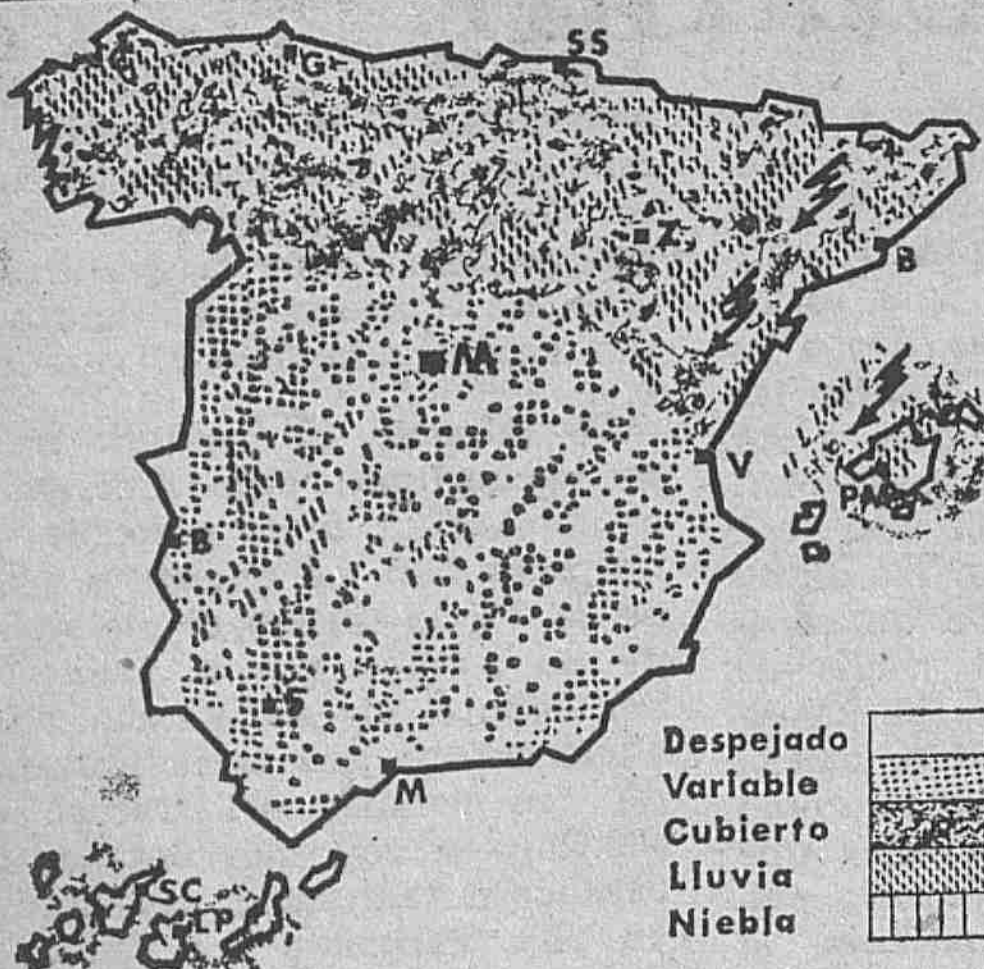 SS
G
Z
B
M
V
PA
B
S
M
SC
LP
Despejado
Variable
Cubierto
Lluvia
Niebla